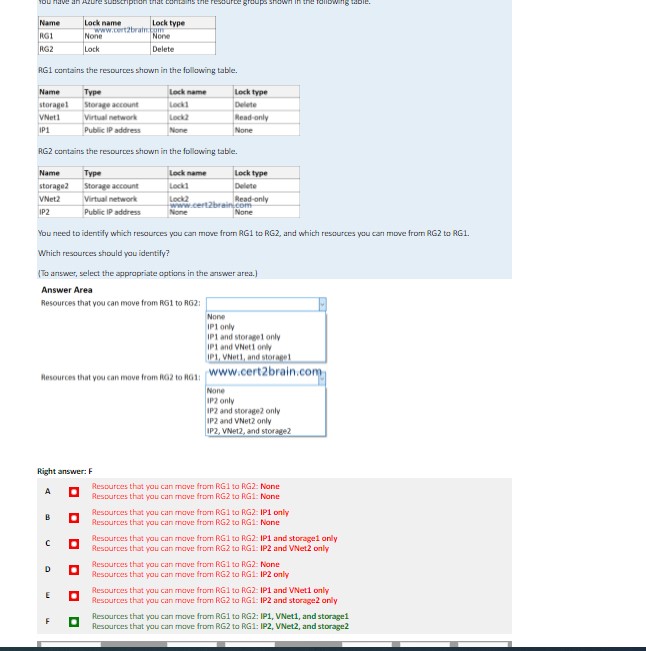 You have an Azure subscription that contains the resource groups shown in the following table.
Name Lock name Lock type
www.cert2brain.com
RG1 None None
RG2 Lock Delete
RG1 contains the resources shown in the following table.
Name Type Lock name Lock type
storage1 Storage account Lock1 Delete
VNet1 Virtual network Lock2 Read-only
IP1 Public IP address None None
RG2 contains the resources shown in the following table.
Name Type Lock name Lock type
storage2 Storage account Lock1 Delete
VNet2 Virtual network Lock2 Read-only
www.cert2brain.com
IP2 Public IP address None None
You need to identify which resources you can move from RG1 to RG2, and which resources you can move from RG2 to RG1.
Which resources should you identify?
(To answer, select the appropriate options in the answer area.)
Answer Area
Resources that you can move from RG1 to RG2:
None
IP1 only
IP1 and storage1 only
IP1 and VNet1 only
IP1, VNet1, and storage1
www.cert2brain.com
Resources that you can move from RG2 to RG1:
None
IP2 only
IP2 and storage2 only
IP2 and VNet2 only
IP2, VNet2, and storage2
Right answer: F
A Resources that you can move from RG1 to RG2: None
Resources that you can move from RG2 to RG1: None
B Resources that you can move from RG1 to RG2: IP1 only
Resources that you can move from RG2 to RG1: None
C Resources that you can move from RG1 to RG2: IP1 and storage1 only
Resources that you can move from RG2 to RG1: IP2 and VNet2 only
D Resources that you can move from RG1 to RG2: None
Resources that you can move from RG2 to RG1: IP2 only
E Resources that you can move from RG1 to RG2: IP1 and VNet1 only
Resources that you can move from RG2 to RG1: IP2 and storage2 only
F Resources that you can move from RG1 to RG2: IP1, VNet1, and storage1
Resources that you can move from RG2 to RG1: IP2, VNet2, and storage2